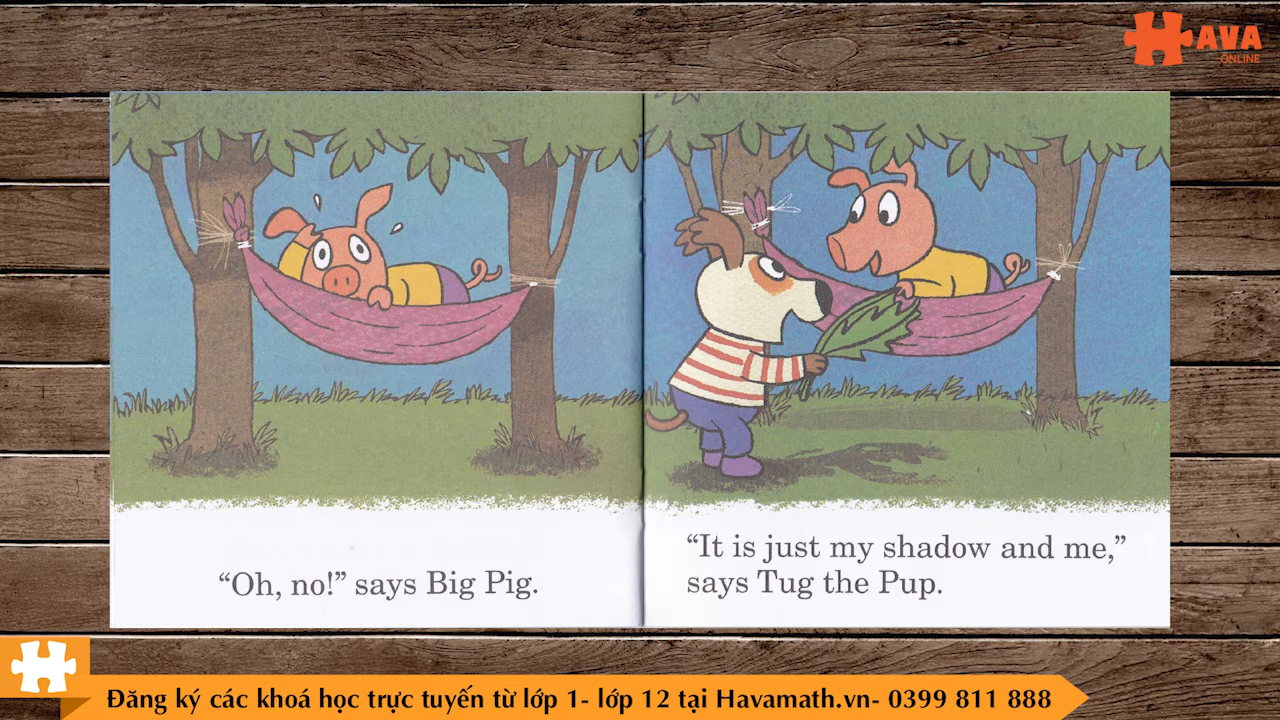 HAVA
ONLINE
“Oh, no!” says Big Pig.
“It is just my shadow and me,”
says Tug the Pup.
Đăng ký các khoá học trực tuyến từ lớp 1- lớp 12 tại Havamath.vn- 0399 811 888